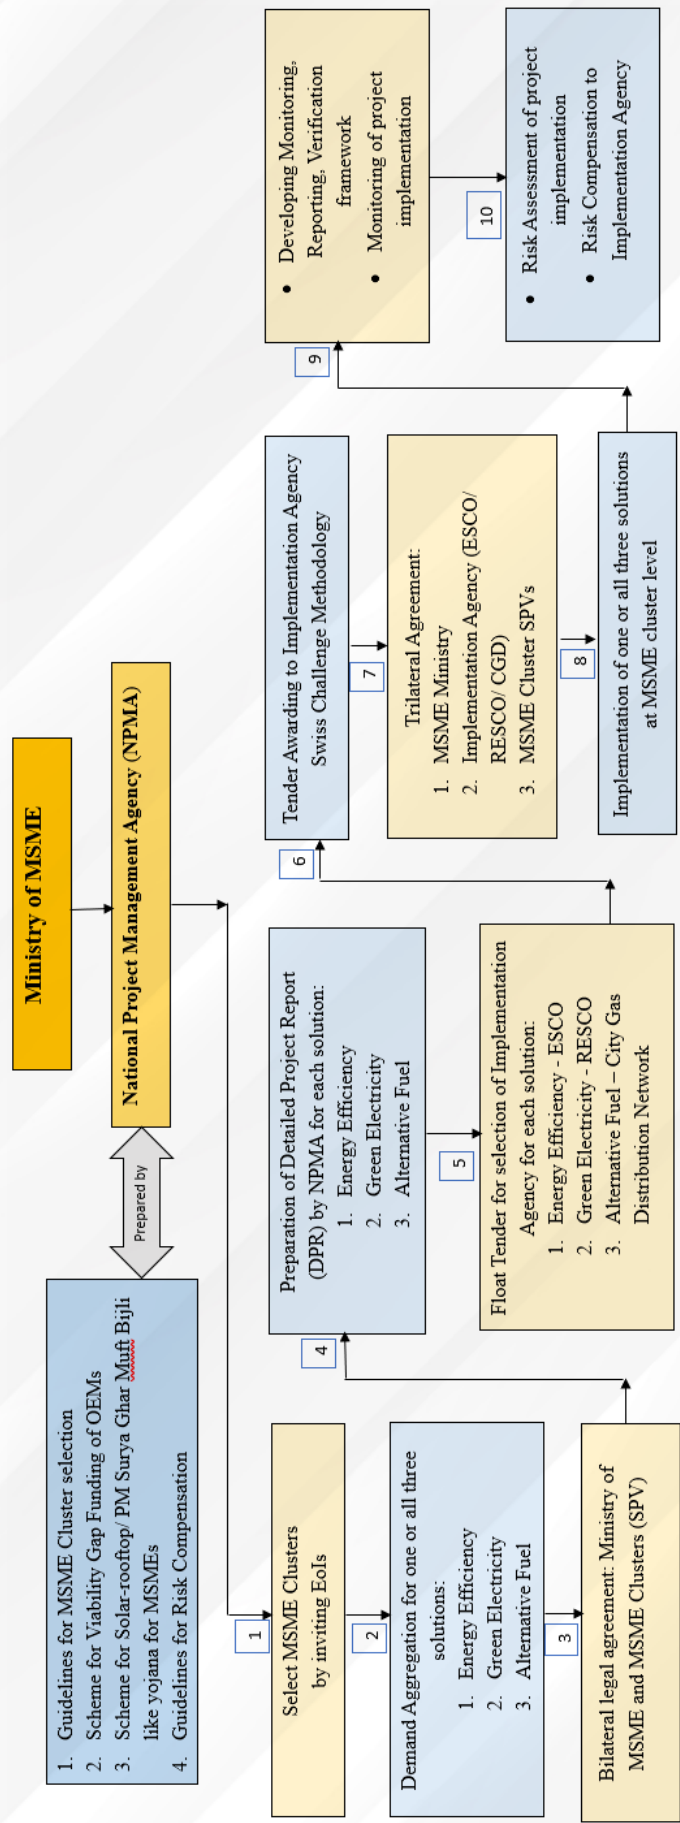 Ministry of MSME
National Project Management Agency (NPMA)
Prepared by
1. Guidelines for MSME Cluster selection
2. Scheme for Viability Gap Funding of OEMs
3. Scheme for Solar-rooftop/ PM Surya Ghar Muft Bijli
like yojana for MSMEs
4. Guidelines for Risk Compensation
1
Select MSME Clusters
by inviting EoIs
2
Demand Aggregation for one or all three
solutions:
1. Energy Efficiency
2. Green Electricity
3. Alternative Fuel
3
Bilateral legal agreement: Ministry of
MSME and MSME Clusters (SPV)
4
Preparation of Detailed Project Report
(DPR) by NPMA for each solution:
1. Energy Efficiency
2. Green Electricity
3. Alternative Fuel
5
Float Tender for selection of Implementation
Agency for each solution:
1. Energy Efficiency - ESCO
2. Green Electricity - RESCO
3. Alternative Fuel – City Gas
Distribution Network
6
Tender Awarding to Implementation Agency
Swiss Challenge Methodology
7
Trilateral Agreement:
1. MSME Ministry
2. Implementation Agency (ESCO/
RESCO/ CGD)
3. MSME Cluster SPVs
8
Implementation of one or all three solutions
at MSME cluster level
9
• Developing Monitoring,
Reporting, Verification
framework
• Monitoring of project
implementation
10
• Risk Assessment of project
implementation
• Risk Compensation to
Implementation Agency